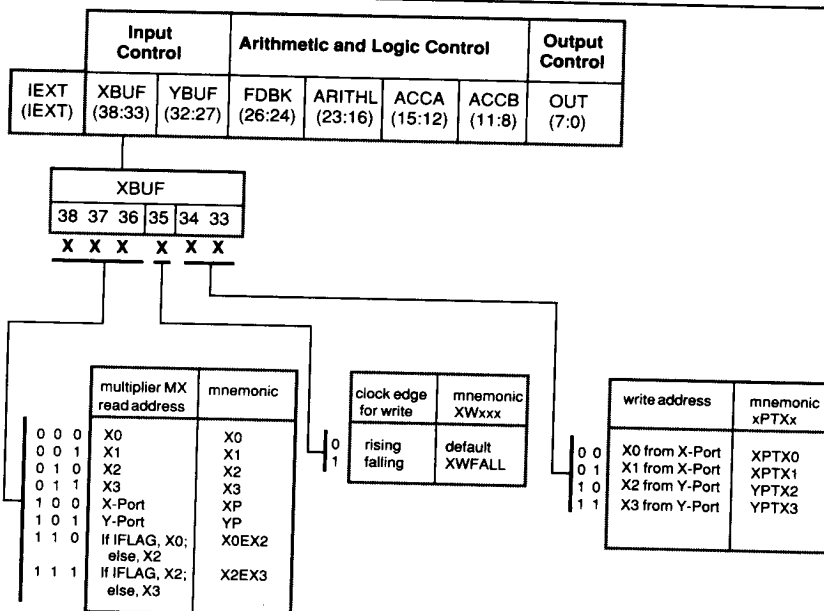 Input Control
Arithmetic and Logic Control
Output Control
IEXT (IEXT)
XBUF (38:33)
YBUF (32:27)
FDBK (26:24)
ARITHL (23:16)
ACCA (15:12)
ACCB (11:8)
OUT (7:0)
XBUF
38 37 36 35 34 33
X X X X X X
multiplier MX read address
mnemonic
0 0 0 X0 X0
0 0 1 X1 X1
0 1 0 X2 X2
0 1 1 X3 X3
1 0 0 X-Port XP
1 0 1 Y-Port YP
1 1 0 If IFLAG, X0; else, X2 X0EX2
1 1 1 If IFLAG, X2; else, X3 X2EX3
clock edge for write
mnemonic XWxxx
0 rising default
1 falling XWFALL
write address
mnemonic xPTXx
0 0 X0 from X-Port XPTX0
0 1 X1 from X-Port XPTX1
1 0 X2 from Y-Port YPTX2
1 1 X3 from Y-Port YPTX3